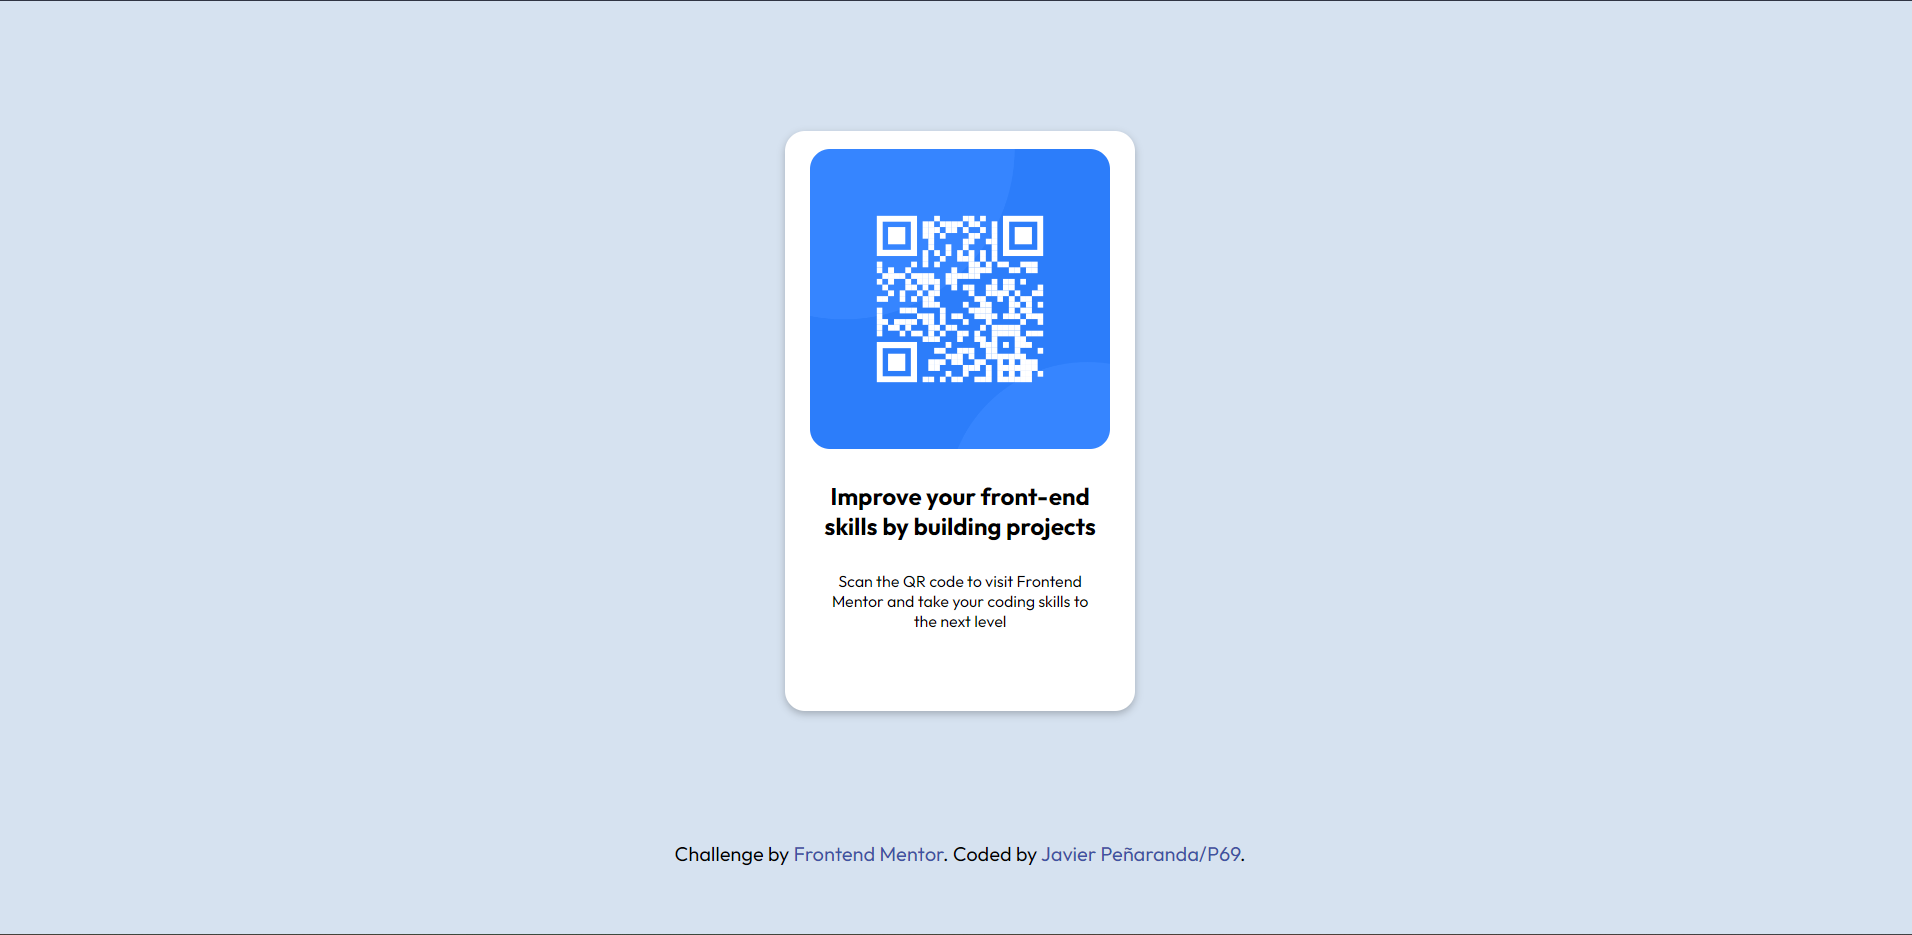 Improve your front-end
skills by building projects
Scan the QR code to visit Frontend
Mentor and take your coding skills to
the next level
Challenge by Frontend Mentor. Coded by Javier Peñaranda/P69.